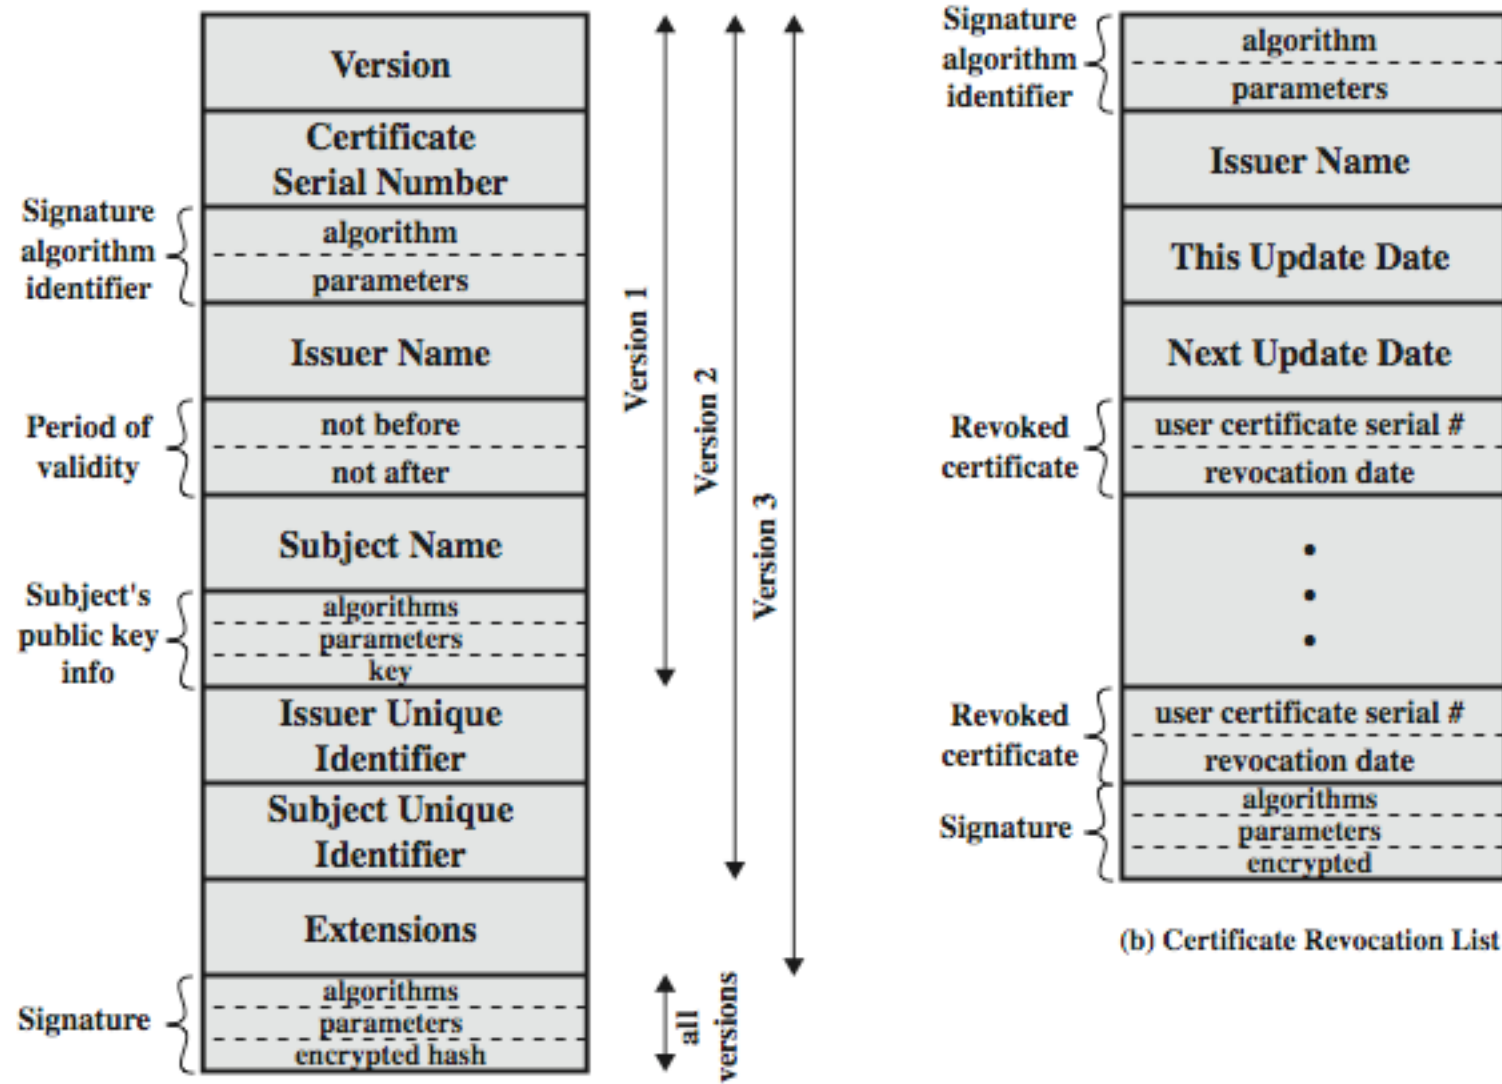 Version
Certificate
Serial Number
Signature
algorithm
identifier
algorithm
parameters
Issuer Name
Period of
validity
not before
not after
Subject Name
Subject's
public key
info
algorithms
parameters
key
Issuer Unique
Identifier
Subject Unique
Identifier
Extensions
Signature
algorithms
parameters
encrypted hash
Version 1
Version 2
Version 3
all
versions
Signature
algorithm
identifier
algorithm
parameters
Issuer Name
This Update Date
Next Update Date
Revoked
certificate
user certificate serial #
revocation date
Revoked
certificate
user certificate serial #
revocation date
Signature
algorithms
parameters
encrypted
(b) Certificate Revocation List